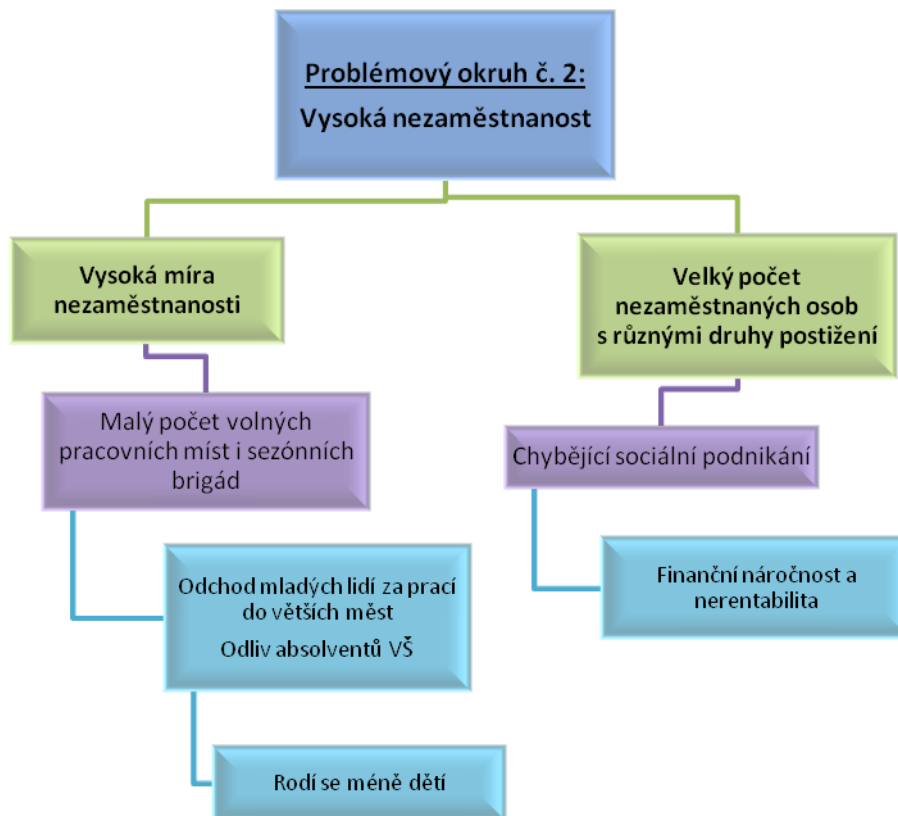 Problémový okruh č. 2:
Vysoká nezaměstnanost
Vysoká míra
nezaměstnanosti
Velký počet
nezaměstnaných osob
s různými druhy postižení
Malý počet volných
pracovních míst i sezónních
brigád
Chybějící sociální podnikání
Odchod mladých lidí za prací
do větších měst
Odliv absolventů VŠ
Finanční náročnost a
nerentabilita
Rodí se méně dětí